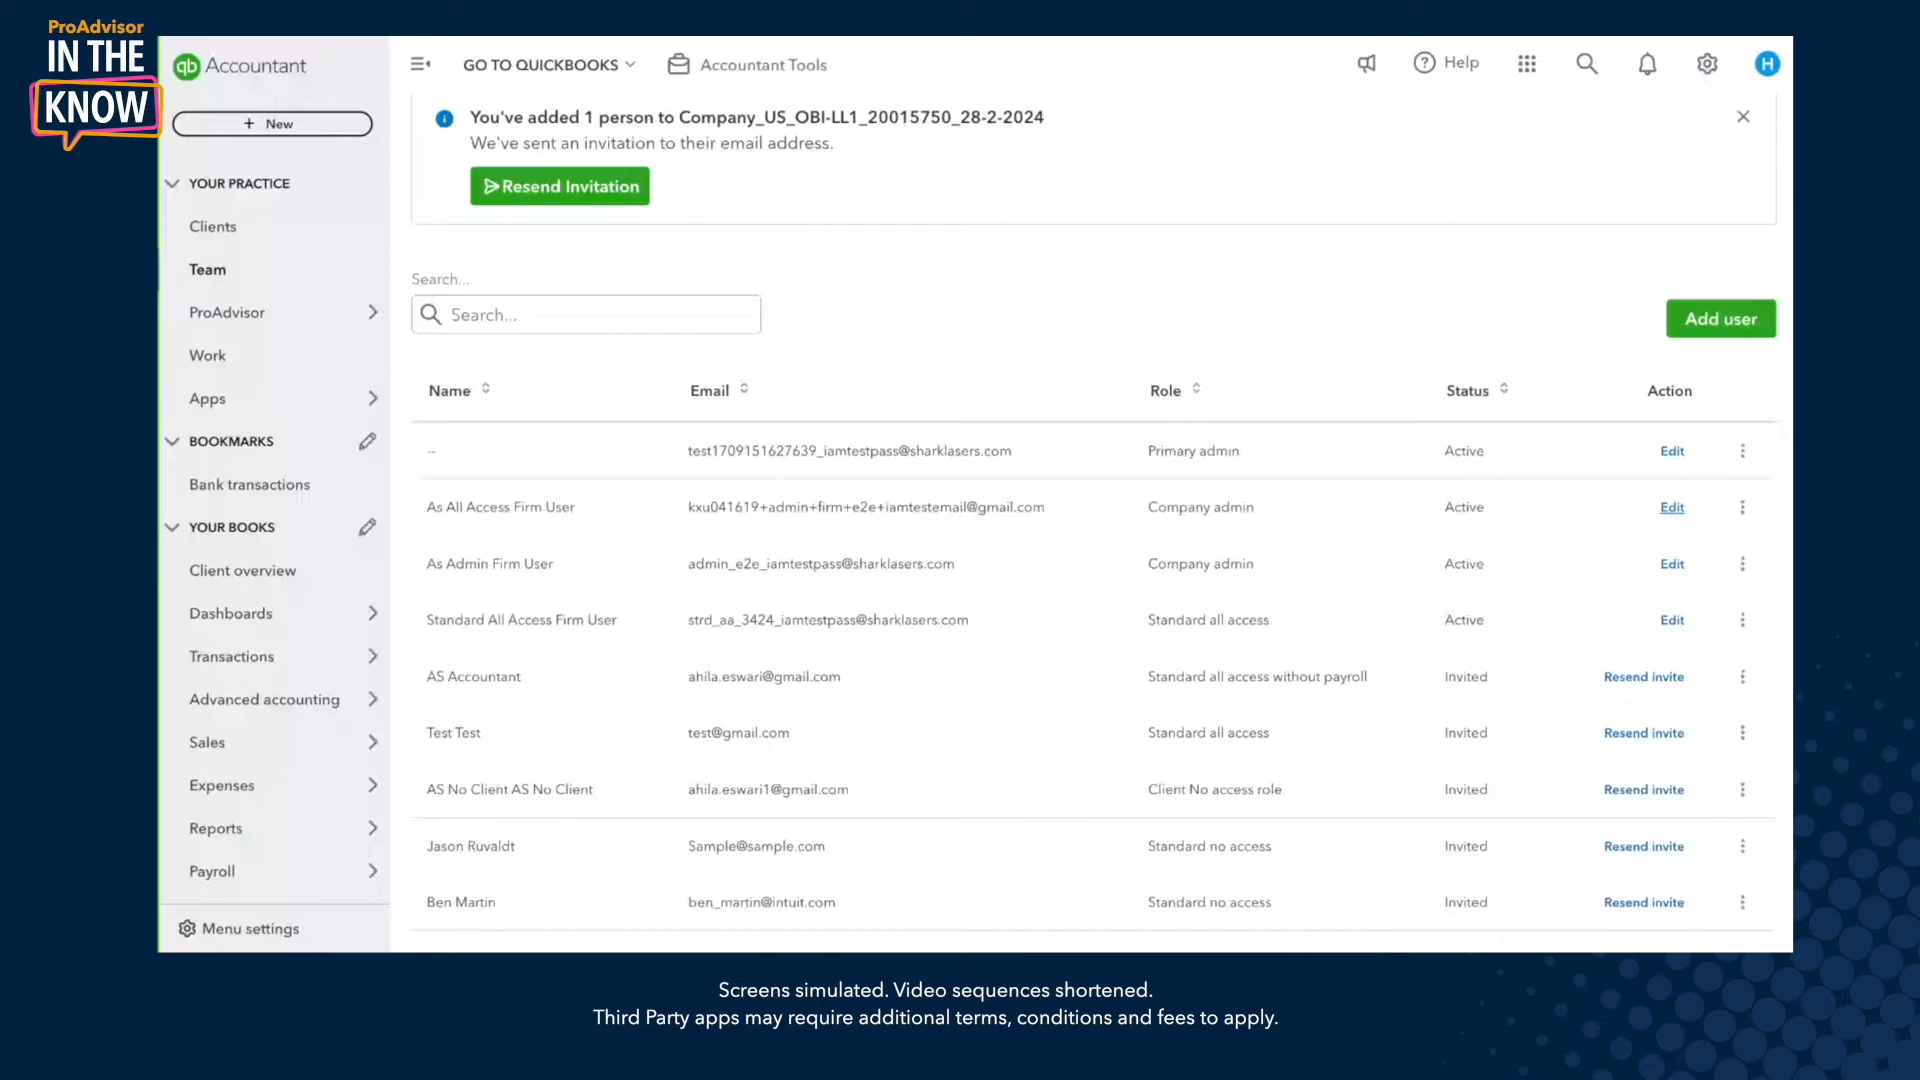 ProAdvisor
IN THE
KNOW
qb Accountant
+ New
YOUR PRACTICE
Clients
Team
ProAdvisor
Work
Apps
BOOKMARKS
Bank transactions
YOUR BOOKS
Client overview
Dashboards
Transactions
Advanced accounting
Sales
Expenses
Reports
Payroll
Menu settings
GO TO QUICKBOOKS Accountant Tools Help H
You've added 1 person to Company_US_OBI-LL1_20015750_28-2-2024
We've sent an invitation to their email address.
Resend Invitation
Search...
Search...
Add user
Name Email Role Status Action
-- test1709151627639_iamtestpass@sharklasers.com Primary admin Active Edit
As All Access Firm User kxu041619+admin+firm+e2e+iamtestemail@gmail.com Company admin Active Edit
As Admin Firm User admin_e2e_iamtestpass@sharklasers.com Company admin Active Edit
Standard All Access Firm User strd_aa_3424_iamtestpass@sharklasers.com Standard all access Active Edit
AS Accountant ahila.eswari@gmail.com Standard all access without payroll Invited Resend invite
Test Test test@gmail.com Standard all access Invited Resend invite
AS No Client AS No Client ahila.eswari1@gmail.com Client No access role Invited Resend invite
Jason Ruvaldt Sample@sample.com Standard no access Invited Resend invite
Ben Martin ben_martin@intuit.com Standard no access Invited Resend invite
Screens simulated. Video sequences shortened.
Third Party apps may require additional terms, conditions and fees to apply.